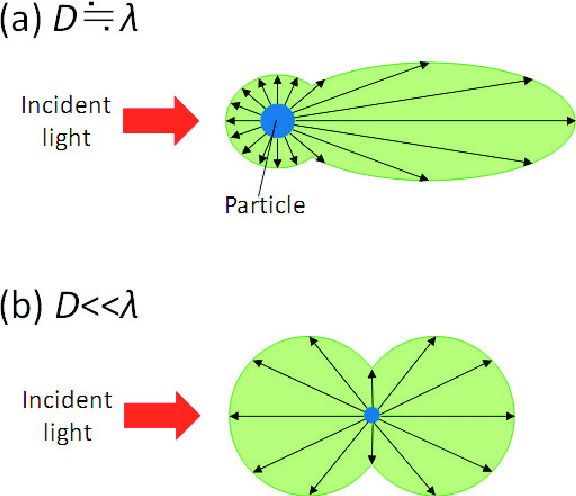 (a) D≒λ
Incident
light
Particle
(b) D<<λ
Incident
light